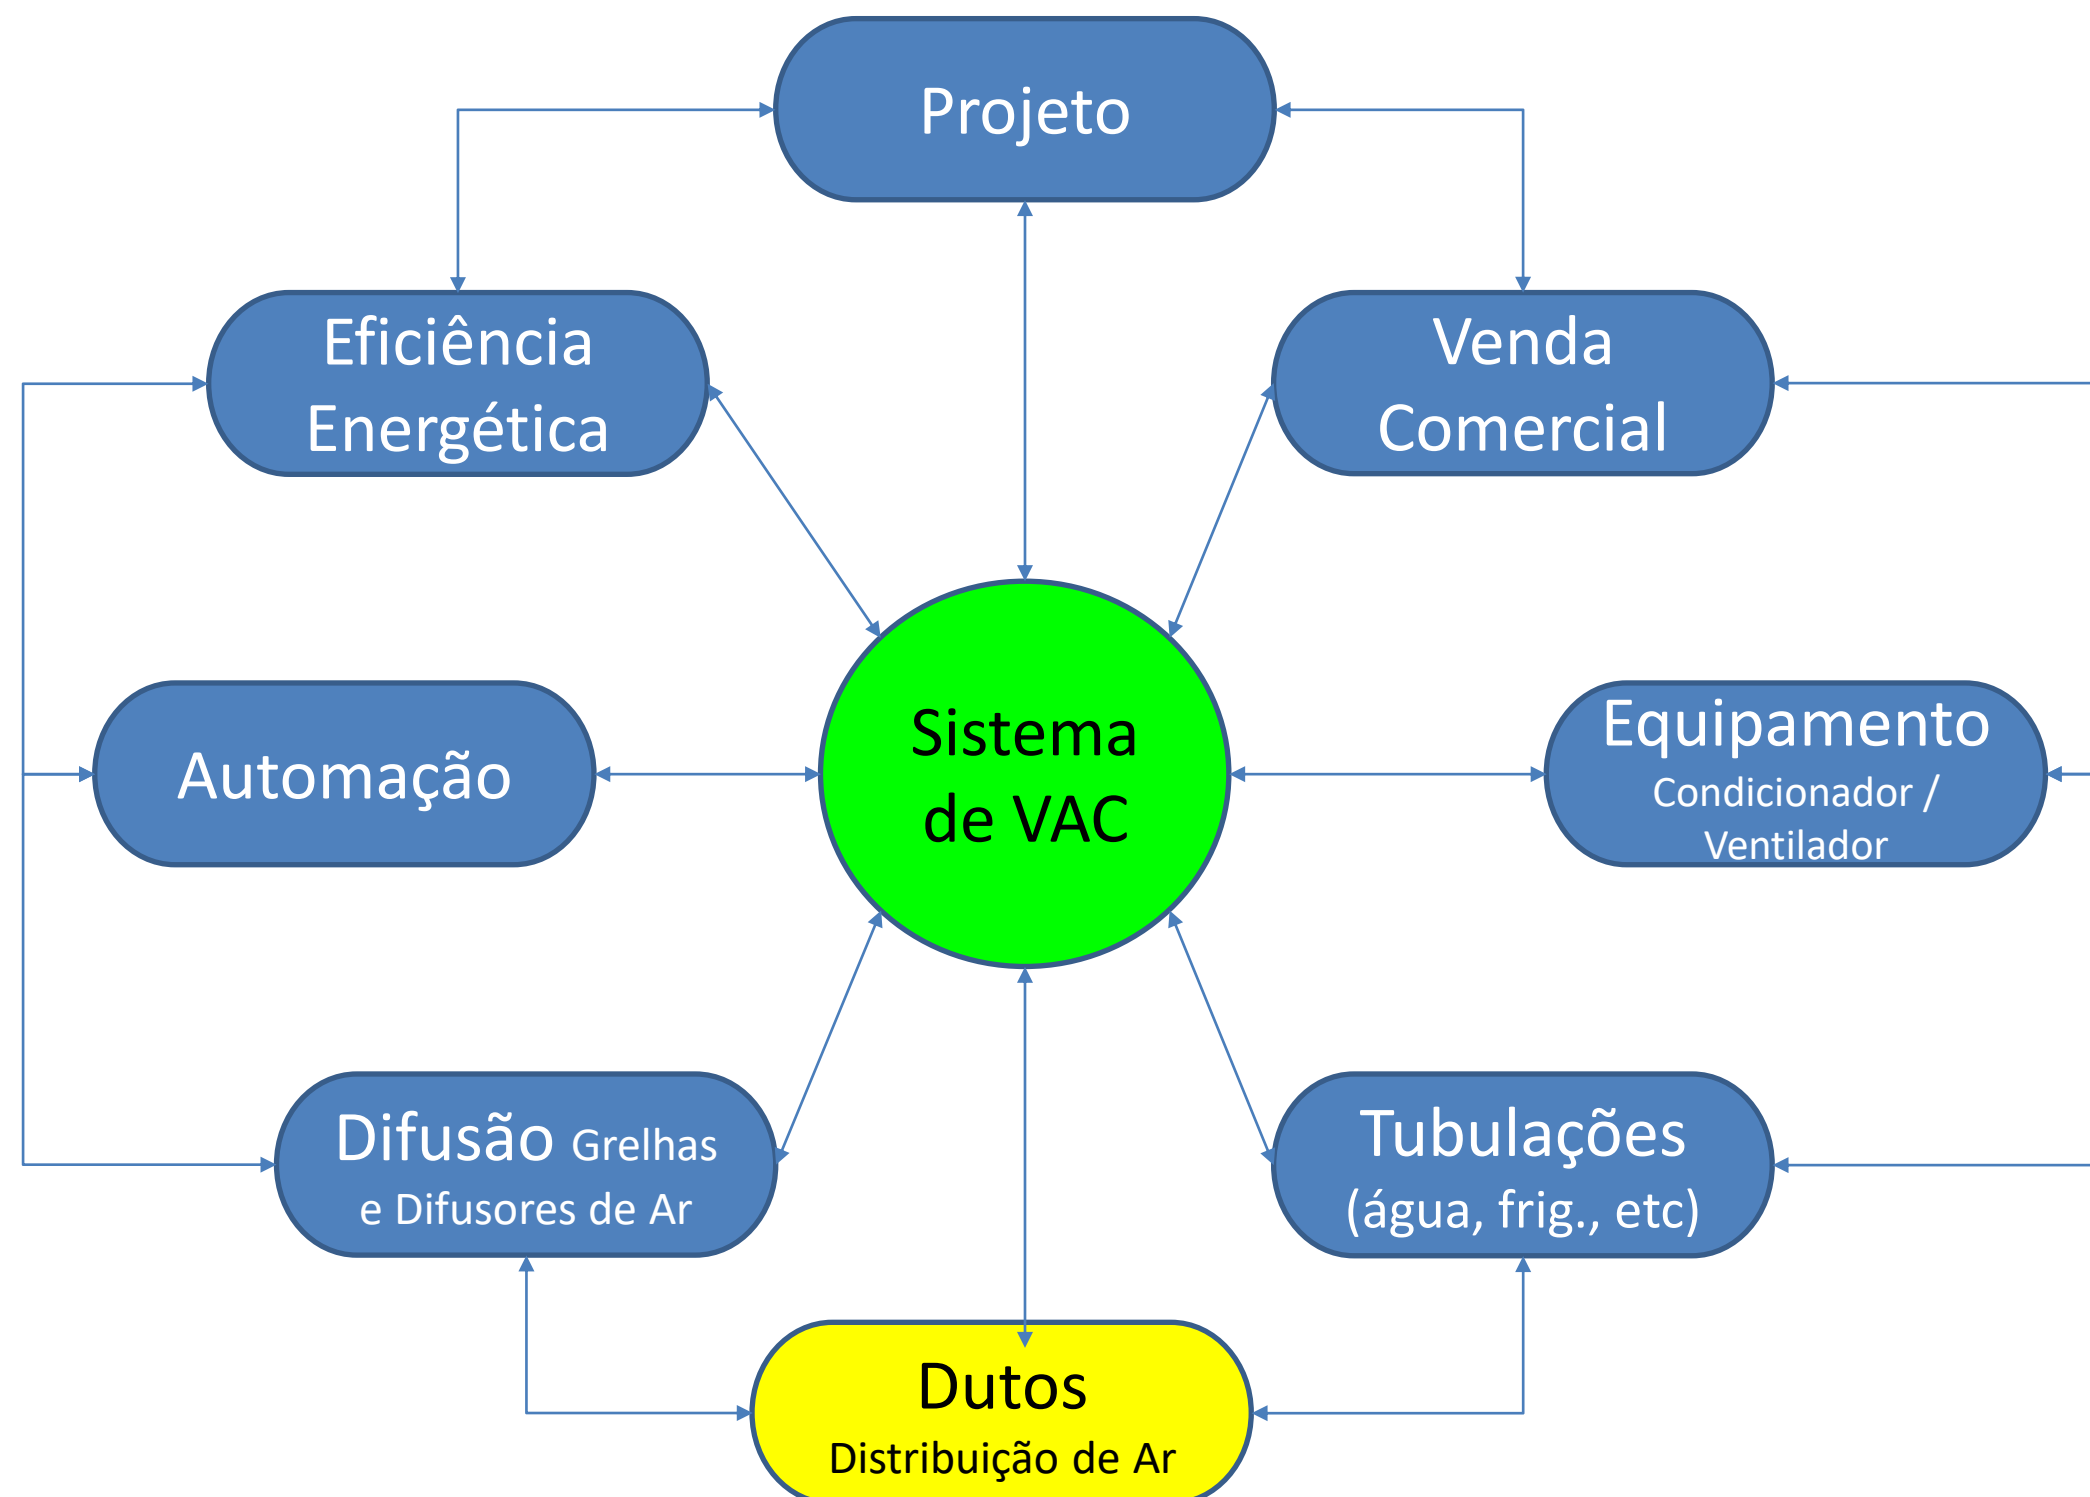 Projeto
Eficiência
Energética
Venda
Comercial
Sistema
de VAC
Automação
Equipamento
Condicionador /
Ventilador
Difusão Grelhas
e Difusores de Ar
Tubulações
(água, frig., etc)
Dutos
Distribuição de Ar